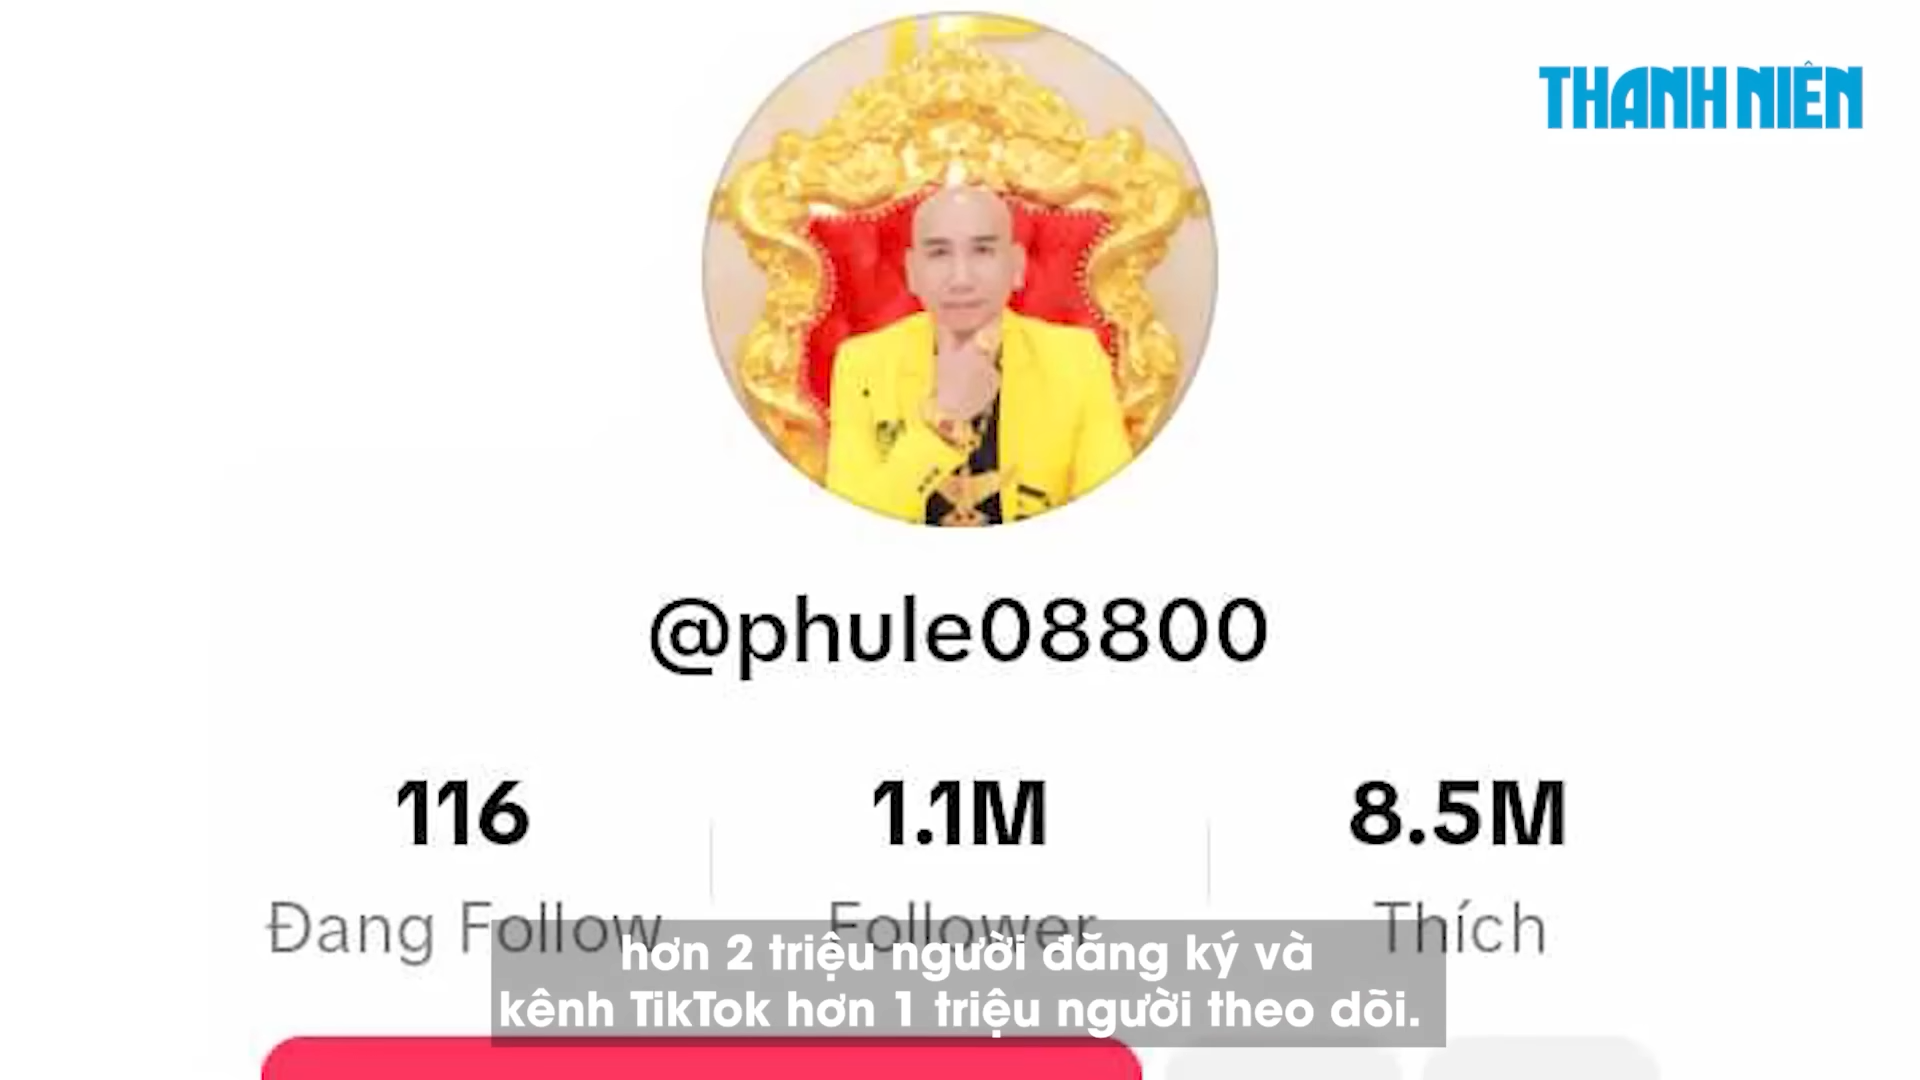 THANH NIÊN
@phule08800
116
1.1M
8.5M
Đang Follow
Follower
Thích
hơn 2 triệu người đăng ký và
kênh TikTok hơn 1 triệu người theo dõi.